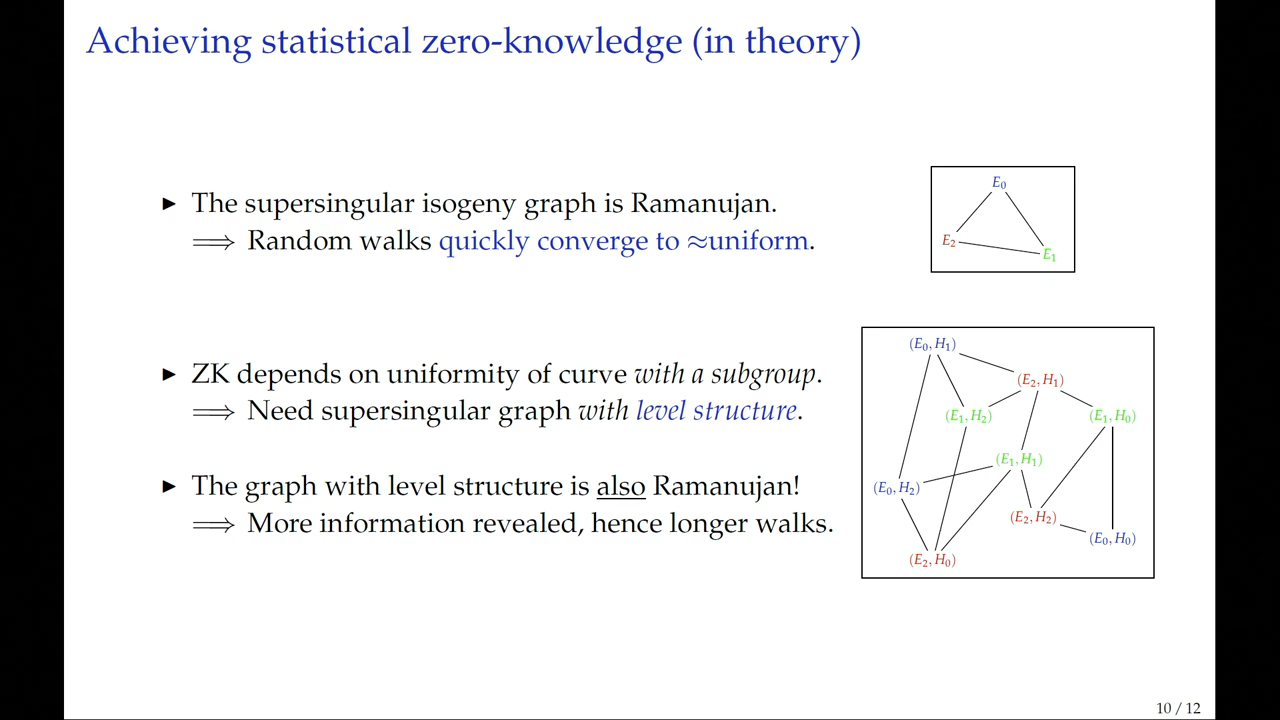 Achieving statistical zero-knowledge (in theory)
▶ The supersingular isogeny graph is Ramanujan.
⟹ Random walks quickly converge to ≈uniform.
E₀
E₂
E₁
▶ ZK depends on uniformity of curve with a subgroup.
⟹ Need supersingular graph with level structure.
▶ The graph with level structure is also Ramanujan!
⟹ More information revealed, hence longer walks.
(E₀, H₁)
(E₂, H₁)
(E₁, H₂)
(E₁, H₀)
(E₁, H₁)
(E₀, H₂)
(E₂, H₂)
(E₀, H₀)
(E₂, H₀)
10 / 12